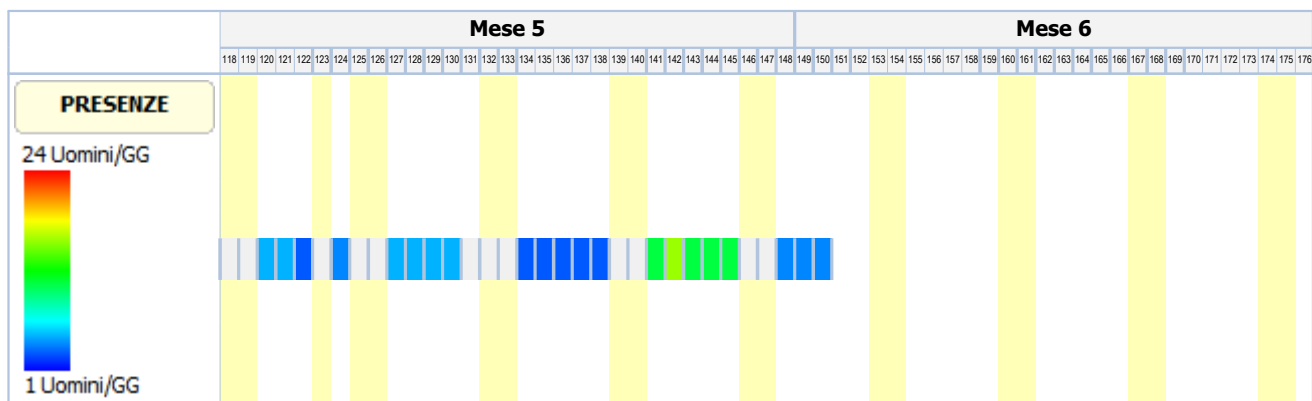 Mese 5 Mese 6
118 119 120 121 122 123 124 125 126 127 128 129 130 131 132 133 134 135 136 137 138 139 140 141 142 143 144 145 146 147 148 149 150 151 152 153 154 155 156 157 158 159 160 161 162 163 164 165 166 167 168 169 170 171 172 173 174 175 176
PRESENZE
24 Uomini/GG
1 Uomini/GG